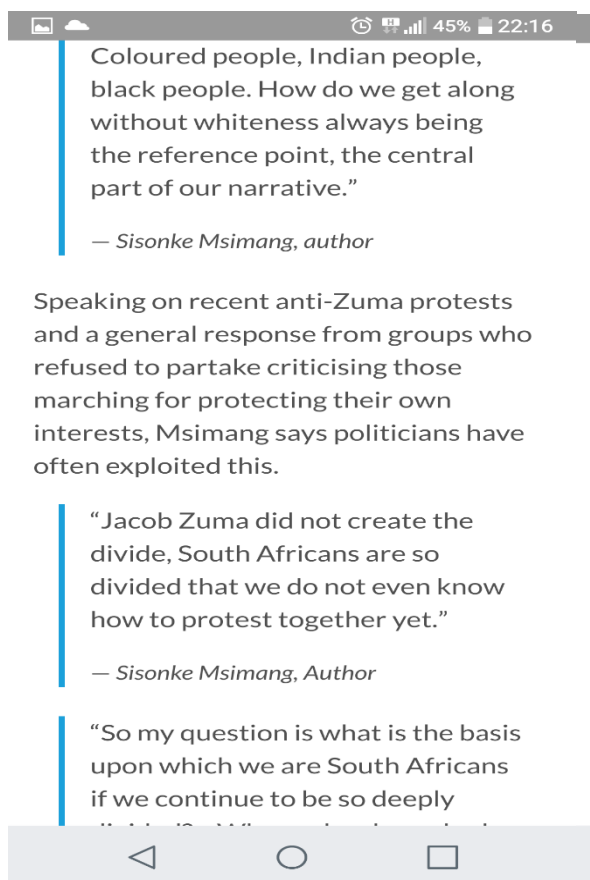 45% 22:16
Coloured people, Indian people,
black people. How do we get along
without whiteness always being
the reference point, the central
part of our narrative.”
— Sisonke Msimang, author
Speaking on recent anti-Zuma protests
and a general response from groups who
refused to partake criticising those
marching for protecting their own
interests, Msimang says politicians have
often exploited this.
“Jacob Zuma did not create the
divide, South Africans are so
divided that we do not even know
how to protest together yet.”
— Sisonke Msimang, Author
“So my question is what is the basis
upon which we are South Africans
if we continue to be so deeply